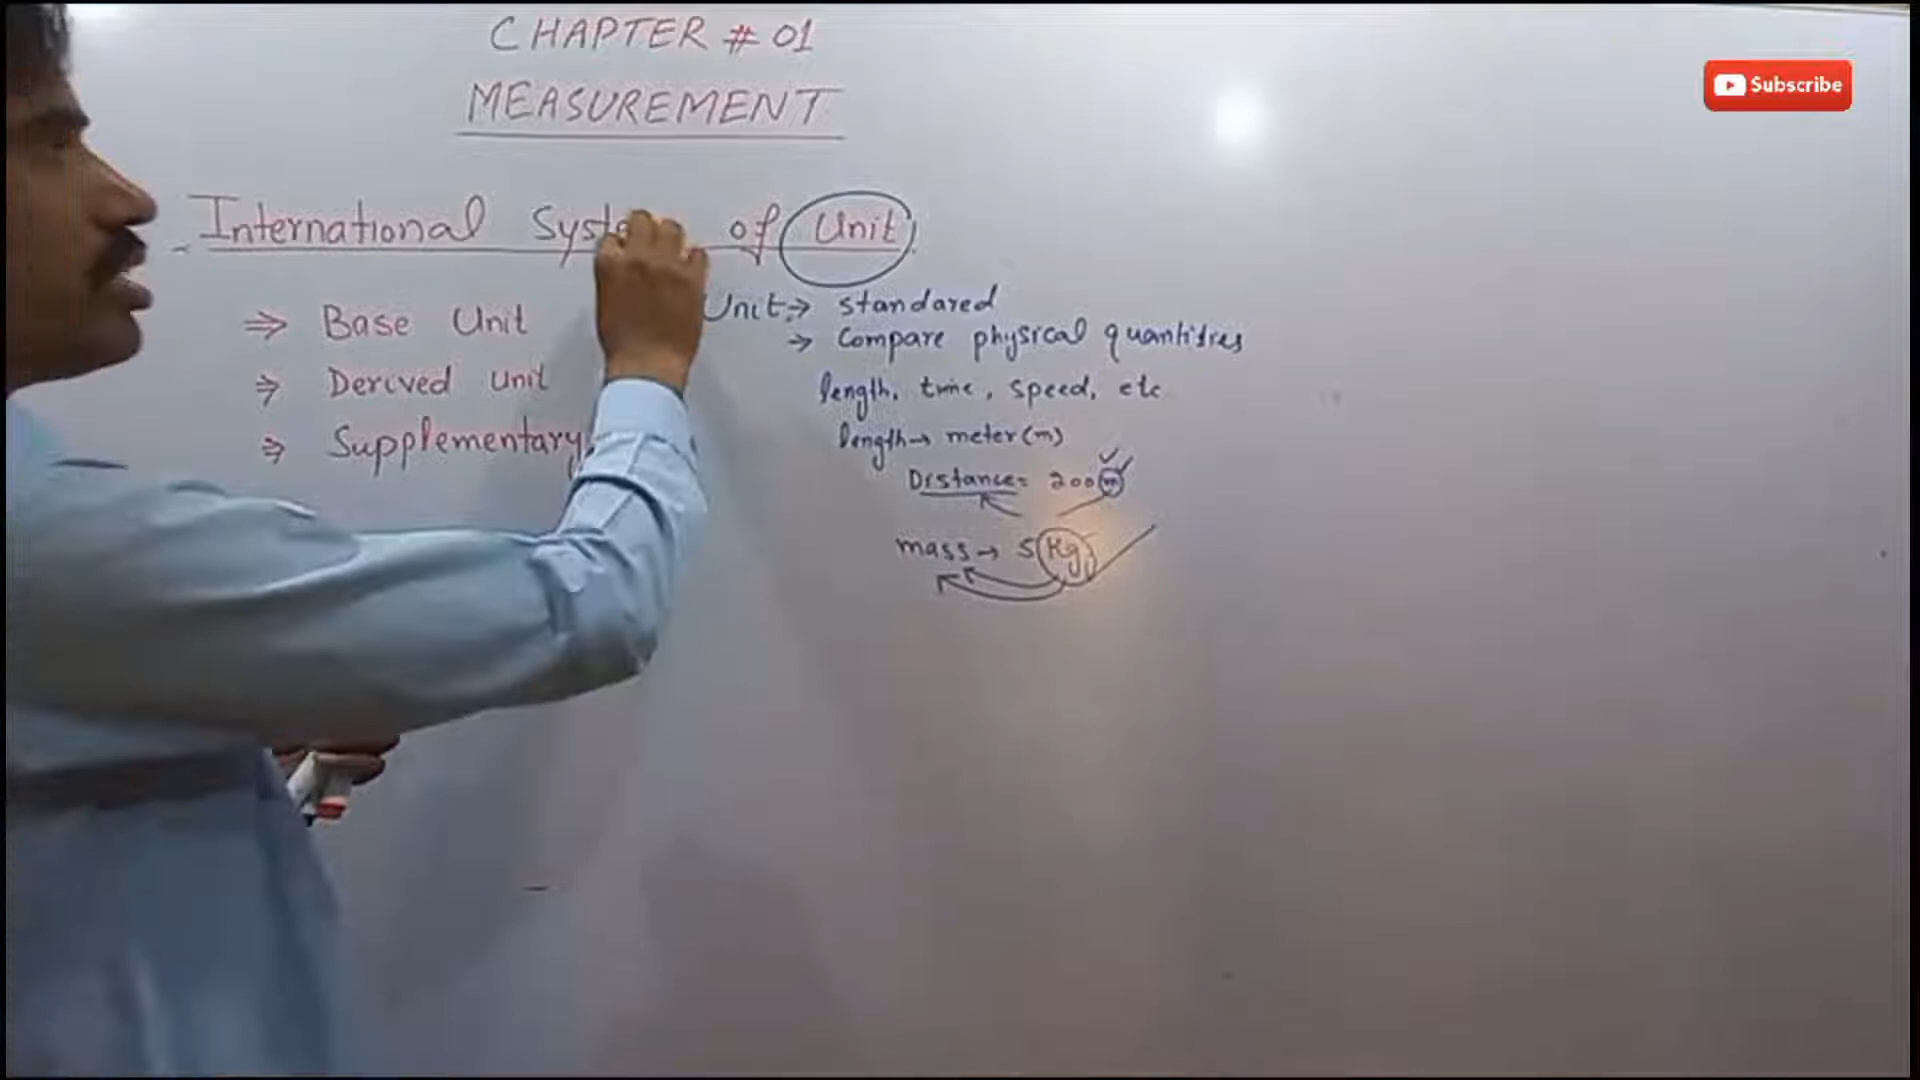 CHAPTER # 01
MEASUREMENT
Subscribe
International Syste of Unit
⇒ Base Unit
⇒ Derived Unit
⇒ Supplementary
Unit:→ standared
→ Compare physical quantities
length, time, speed, etc
length → meter (m)
Distance = 200 m
mass → 5 Kg